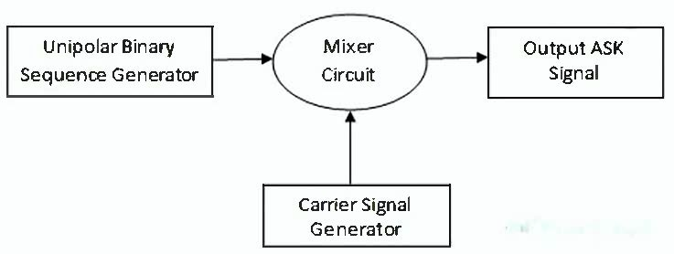 Unipolar Binary
Sequence Generator
Mixer
Circuit
Output ASK
Signal
Carrier Signal
Generator